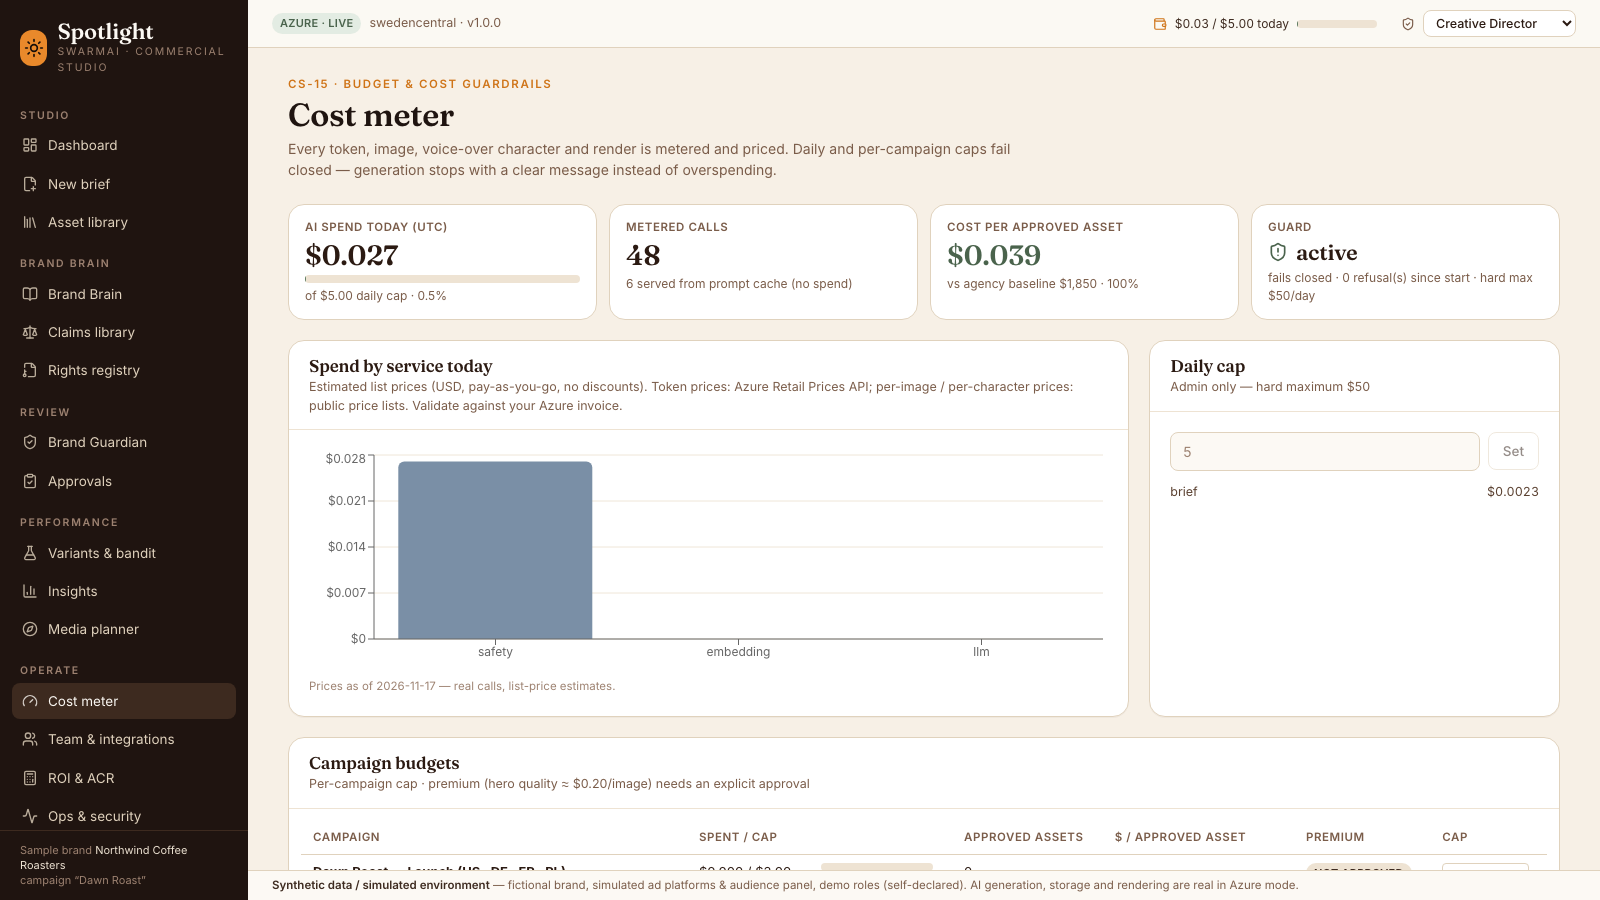 Spotlight
SWARMAI · COMMERCIAL
STUDIO
STUDIO
Dashboard
New brief
Asset library
BRAND BRAIN
Brand Brain
Claims library
Rights registry
REVIEW
Brand Guardian
Approvals
PERFORMANCE
Variants & bandit
Insights
Media planner
OPERATE
Cost meter
Team & integrations
ROI & ACR
Ops & security
Sample brand Northwind Coffee
Roasters
campaign “Dawn Roast”
AZURE · LIVE swedencentral · v1.0.0
$0.03 / $5.00 today
Creative Director
CS-15 · BUDGET & COST GUARDRAILS
Cost meter
Every token, image, voice-over character and render is metered and priced. Daily and per-campaign caps fail
closed — generation stops with a clear message instead of overspending.
AI SPEND TODAY (UTC)
$0.027
of $5.00 daily cap · 0.5%
METERED CALLS
48
6 served from prompt cache (no spend)
COST PER APPROVED ASSET
$0.039
vs agency baseline $1,850 · 100%
GUARD
active
fails closed · 0 refusal(s) since start · hard max
$50/day
Spend by service today
Estimated list prices (USD, pay-as-you-go, no discounts). Token prices: Azure Retail Prices API; per-image / per-character prices:
public price lists. Validate against your Azure invoice.
$0.028
$0.021
$0.014
$0.007
$0
safety embedding llm
Prices as of 2026-11-17 — real calls, list-price estimates.
Daily cap
Admin only — hard maximum $50
5 Set
brief $0.0023
Campaign budgets
Per-campaign cap · premium (hero quality ≈ $0.20/image) needs an explicit approval
CAMPAIGN SPENT / CAP APPROVED ASSETS $ / APPROVED ASSET PREMIUM CAP
Synthetic data / simulated environment — fictional brand, simulated ad platforms & audience panel, demo roles (self-declared). AI generation, storage and rendering are real in Azure mode.